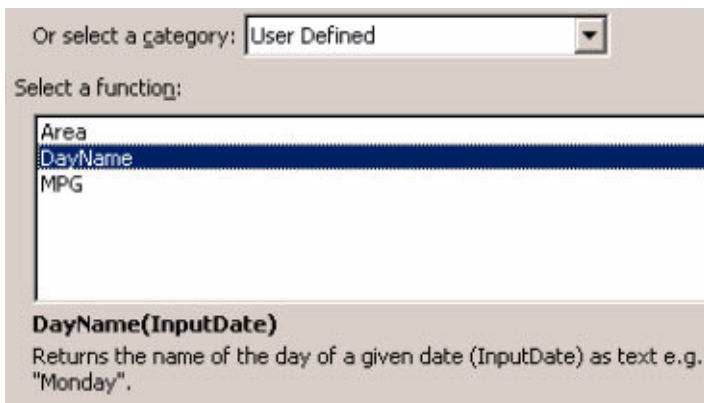 Or select a category: User Defined
Select a function:
Area
DayName
MPG
DayName(InputDate)
Returns the name of the day of a given date (InputDate) as text e.g.
"Monday".